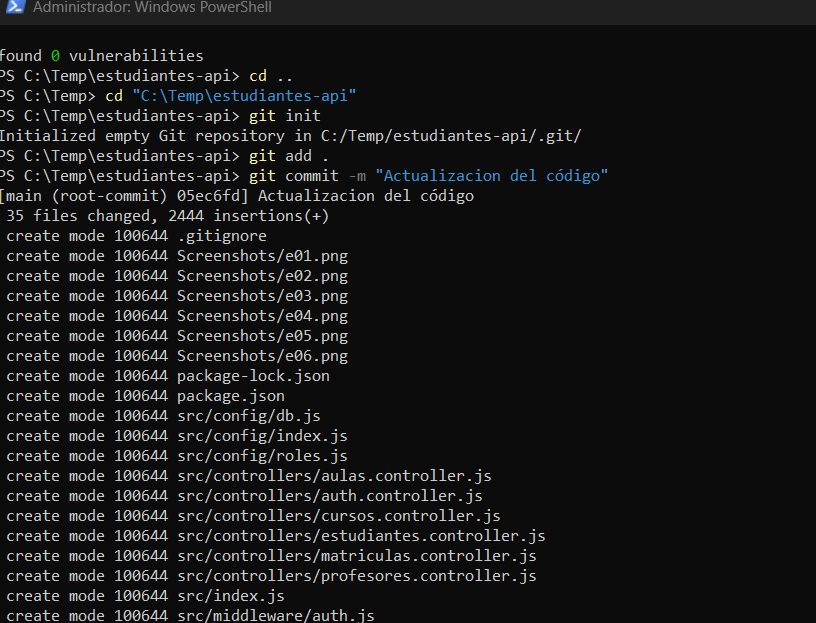 Administrador: Windows PowerShell
found 0 vulnerabilities
PS C:\Temp\estudiantes-api> cd ..
PS C:\Temp> cd "C:\Temp\estudiantes-api"
PS C:\Temp\estudiantes-api> git init
Initialized empty Git repository in C:/Temp/estudiantes-api/.git/
PS C:\Temp\estudiantes-api> git add .
PS C:\Temp\estudiantes-api> git commit -m "Actualizacion del código"
[main (root-commit) 05ec6fd] Actualizacion del código
 35 files changed, 2444 insertions(+)
 create mode 100644 .gitignore
 create mode 100644 Screenshots/e01.png
 create mode 100644 Screenshots/e02.png
 create mode 100644 Screenshots/e03.png
 create mode 100644 Screenshots/e04.png
 create mode 100644 Screenshots/e05.png
 create mode 100644 Screenshots/e06.png
 create mode 100644 package-lock.json
 create mode 100644 package.json
 create mode 100644 src/config/db.js
 create mode 100644 src/config/index.js
 create mode 100644 src/config/roles.js
 create mode 100644 src/controllers/aulas.controller.js
 create mode 100644 src/controllers/auth.controller.js
 create mode 100644 src/controllers/cursos.controller.js
 create mode 100644 src/controllers/estudiantes.controller.js
 create mode 100644 src/controllers/matriculas.controller.js
 create mode 100644 src/controllers/profesores.controller.js
 create mode 100644 src/index.js
 create mode 100644 src/middleware/auth.js